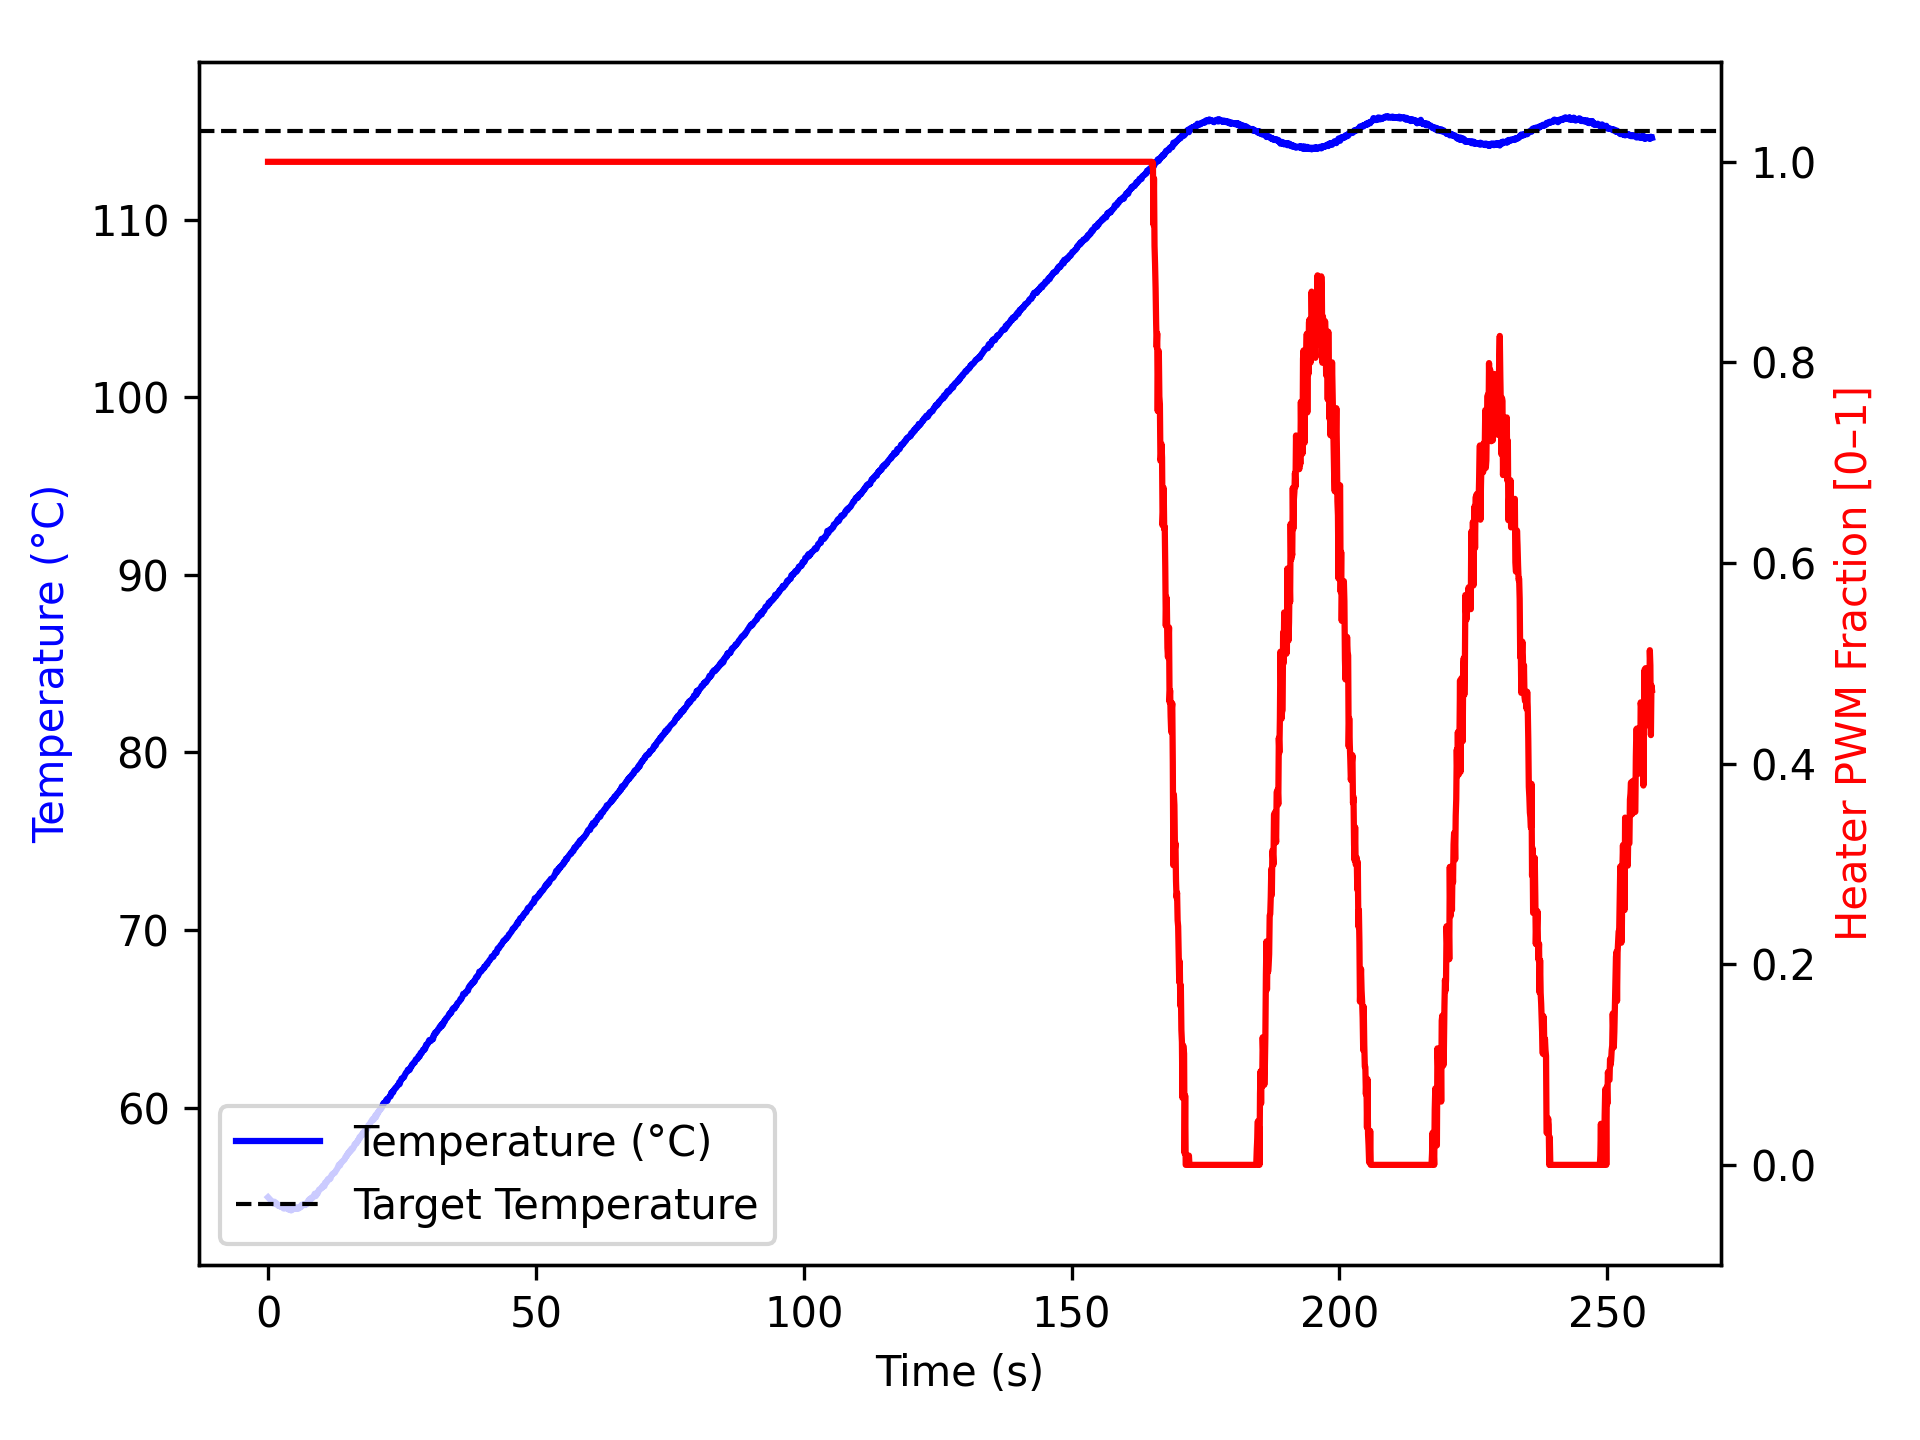 Temperature (°C)
110
100
90
80
70
60
1.0
0.8
0.6
0.4
0.2
0.0
Heater PWM Fraction [0–1]
Temperature (°C)
Target Temperature
0 50 100 150 200 250
Time (s)